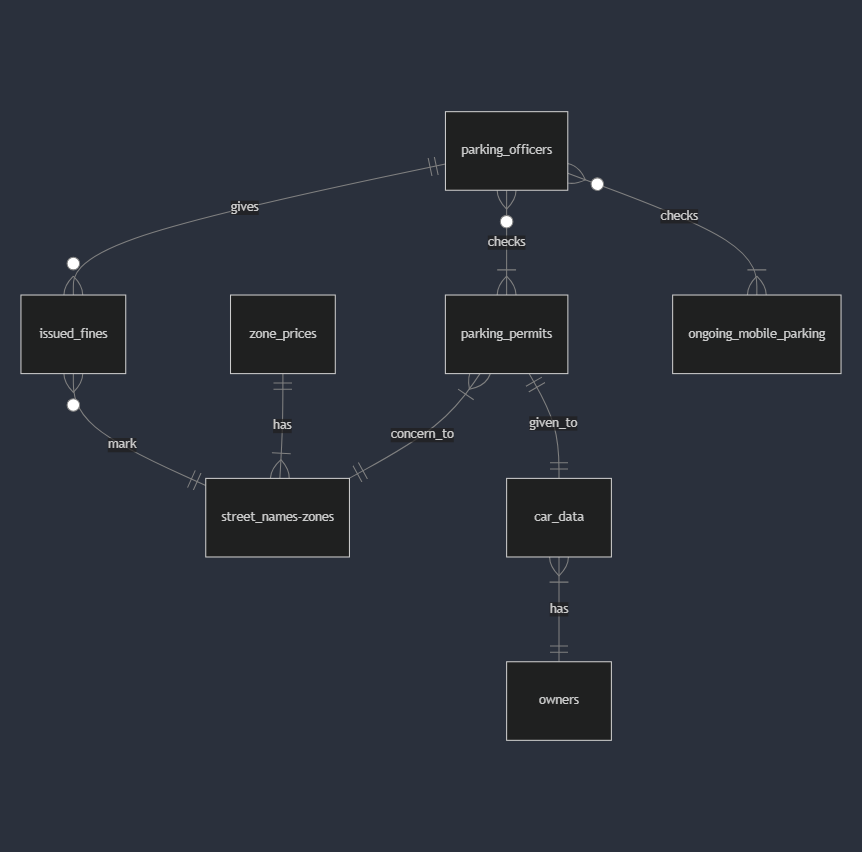 parking_officers
gives
checks
checks
issued_fines
zone_prices
parking_permits
ongoing_mobile_parking
has
concern_to
given_to
mark
street_names-zones
car_data
has
owners